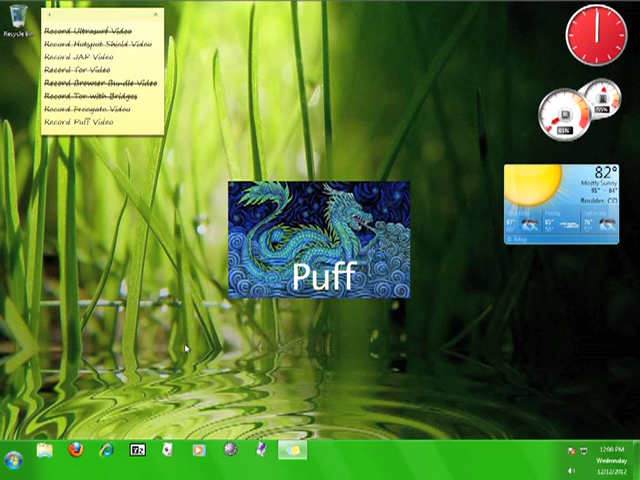 Recycle Bin
Record Ultrasurf Video
Record Hotspot Shield Video
Record JAP Video
Record Tor Video
Record Browser Bundle Video
Record Tor with Bridges
Record Freegate Video
Record Puff Video
82°
Mostly Sunny
Boulder, CO
Friday
Saturday
Puff
12:00 PM
Wednesday
12/12/2012